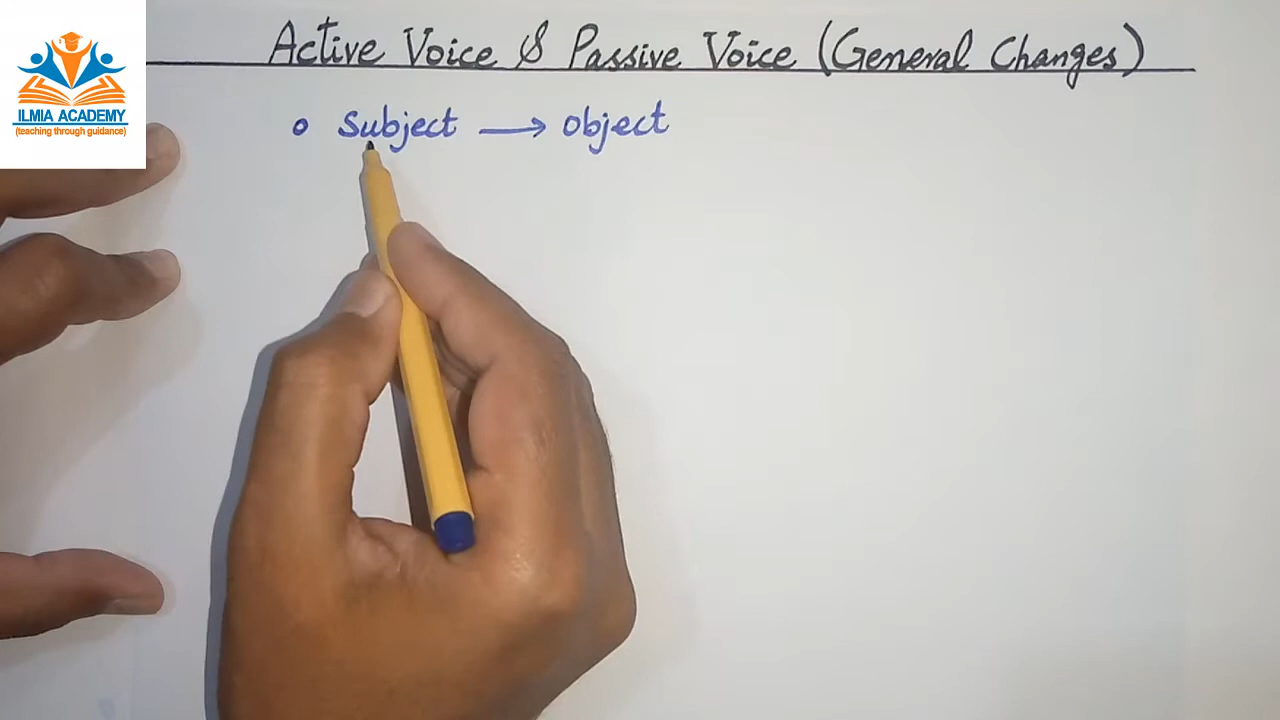 Active Voice & Passive Voice (General Changes)
ILMIA ACADEMY
(teaching through guidance)
o Subject → Object